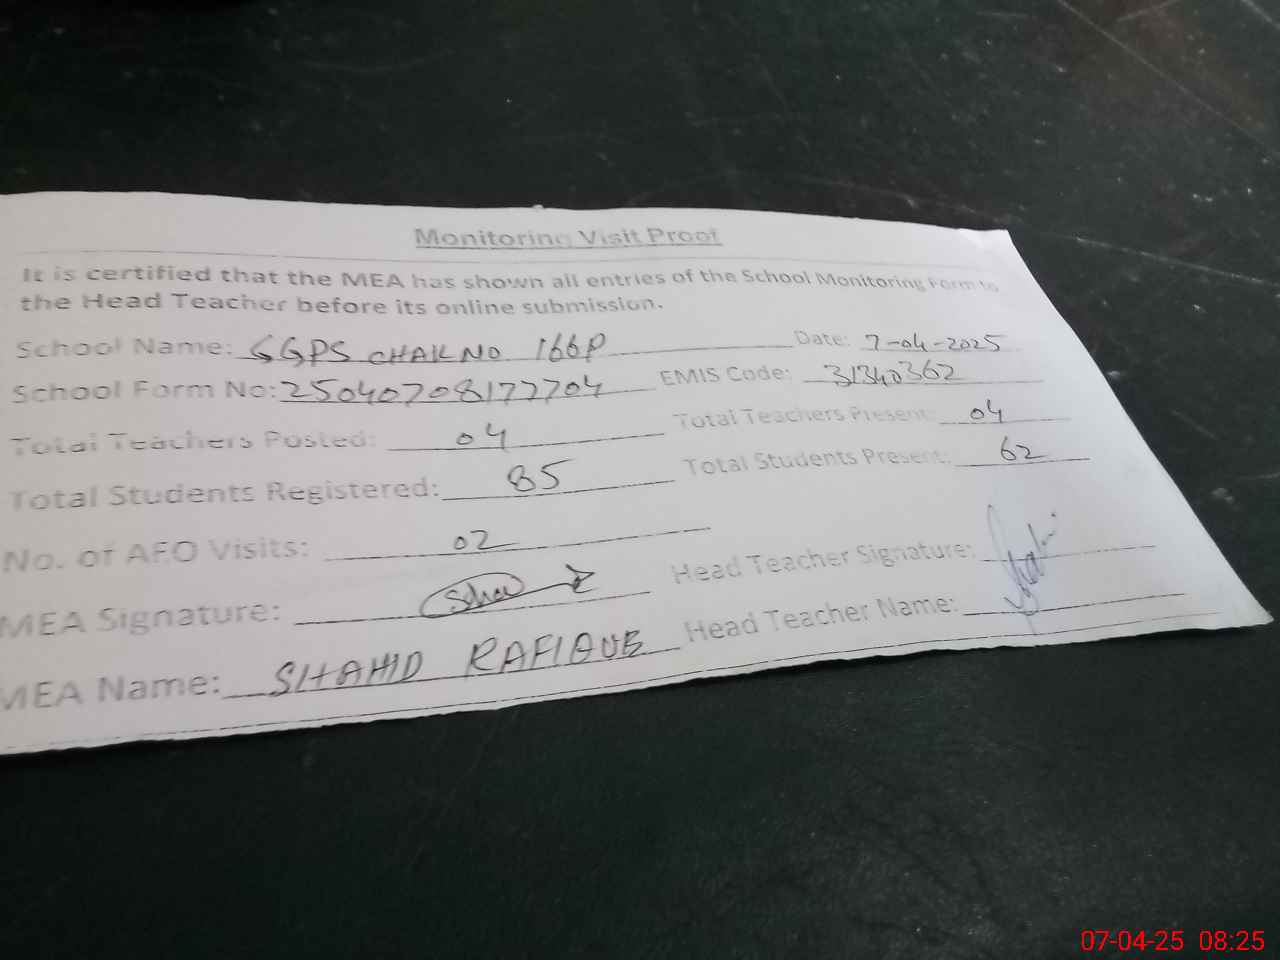 Monitoring Visit Proof
It is certified that the MEA has shown all entries of the School Monitoring Form to
the Head Teacher before its online submission.
School Name: GGPS CHAK NO 166P Date: 7-04-2025
School Form No: 25040708177704 EMIS Code: 31340362
Total Teachers Posted: 04 Total Teachers Present: 04
Total Students Registered: 85 Total Students Present: 62
No. of AEO Visits: 02
MEA Signature: Head Teacher Signature:
MEA Name: SHAHID RAFIQUE Head Teacher Name:
07-04-25 08:25